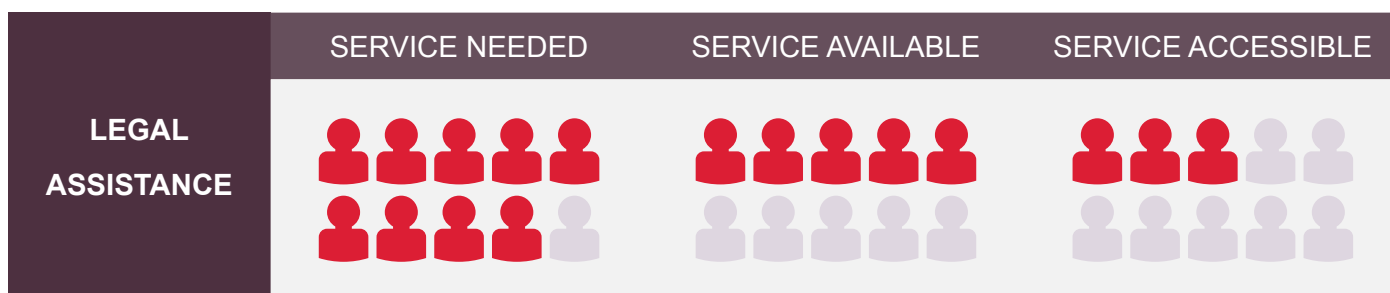 SERVICE NEEDED
SERVICE AVAILABLE
SERVICE ACCESSIBLE
LEGAL
ASSISTANCE